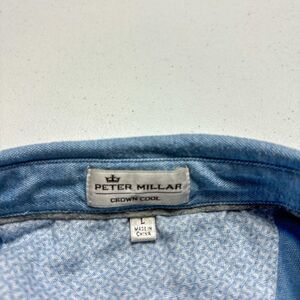 PETER MILLAR
CROWN COOL
L
MADE IN
CHINA